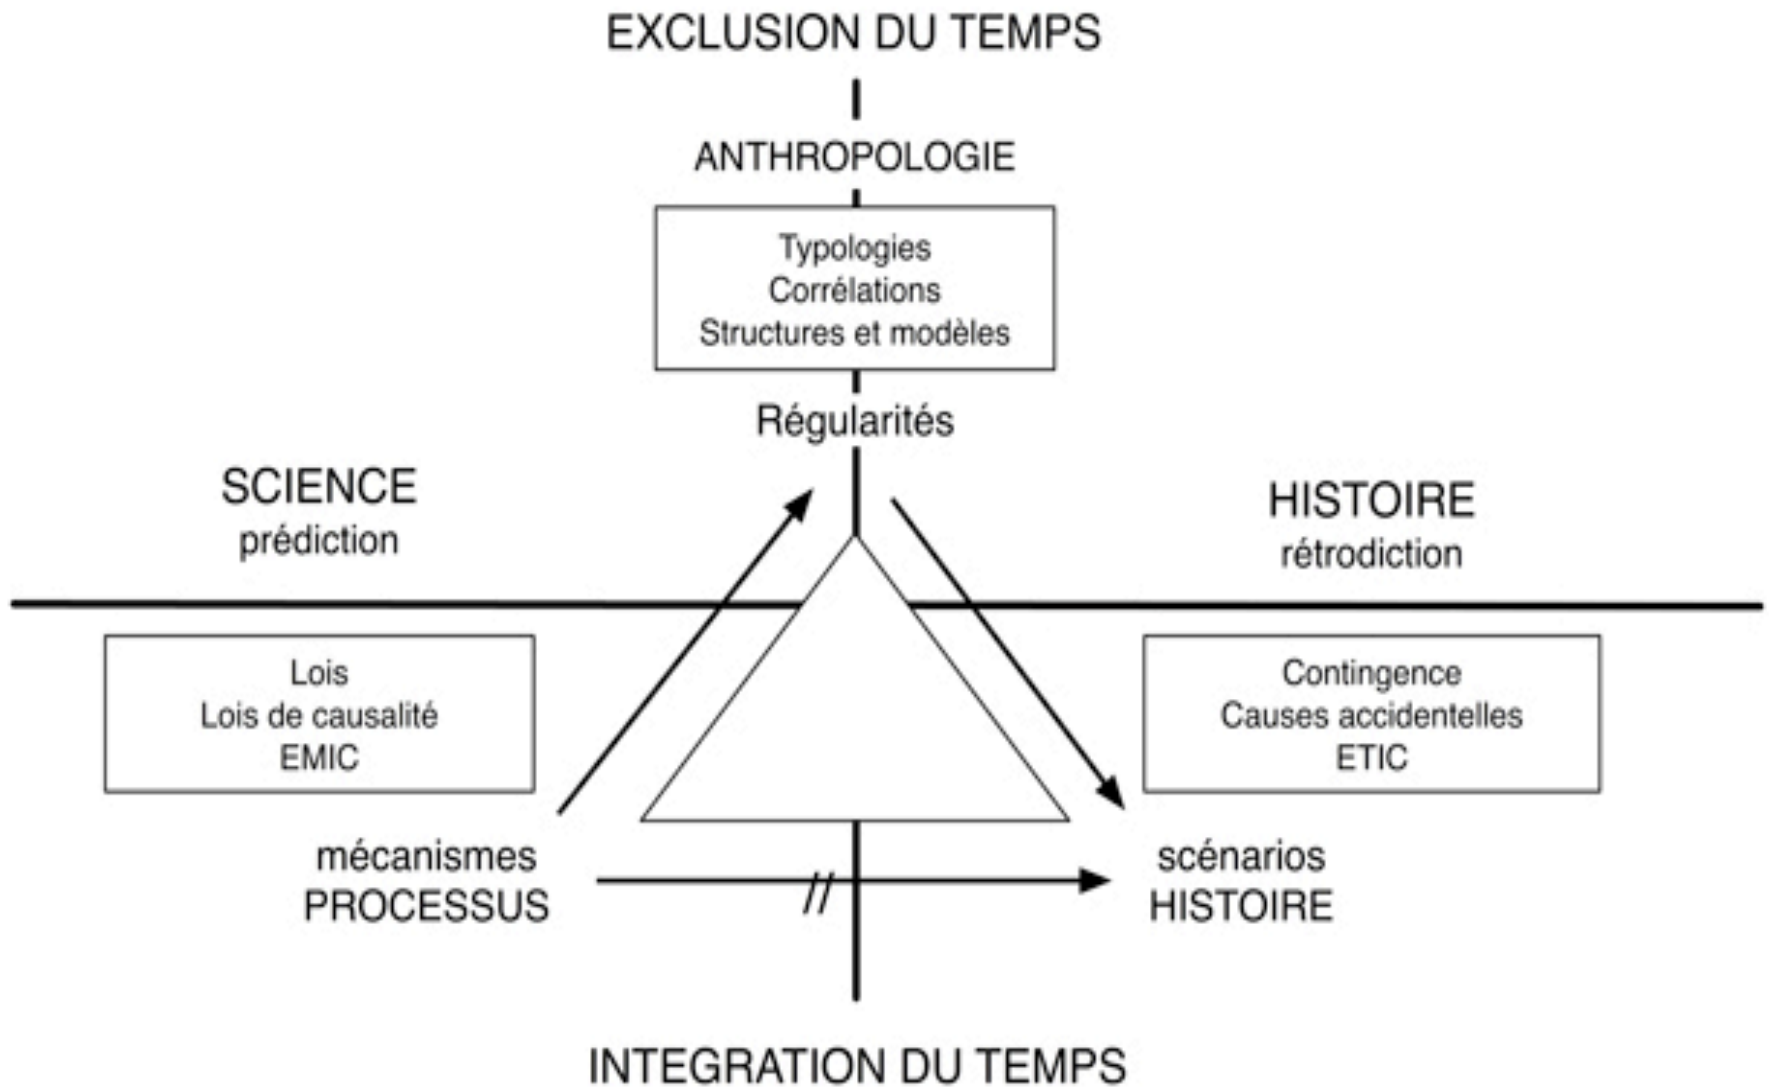 EXCLUSION DU TEMPS
ANTHROPOLOGIE
Typologies
Corrélations
Structures et modèles
Régularités
SCIENCE
prédiction
HISTOIRE
rétrodiction
Lois
Lois de causalité
EMIC
Contingence
Causes accidentelles
ETIC
mécanismes
PROCESSUS
//
scénarios
HISTOIRE
INTEGRATION DU TEMPS